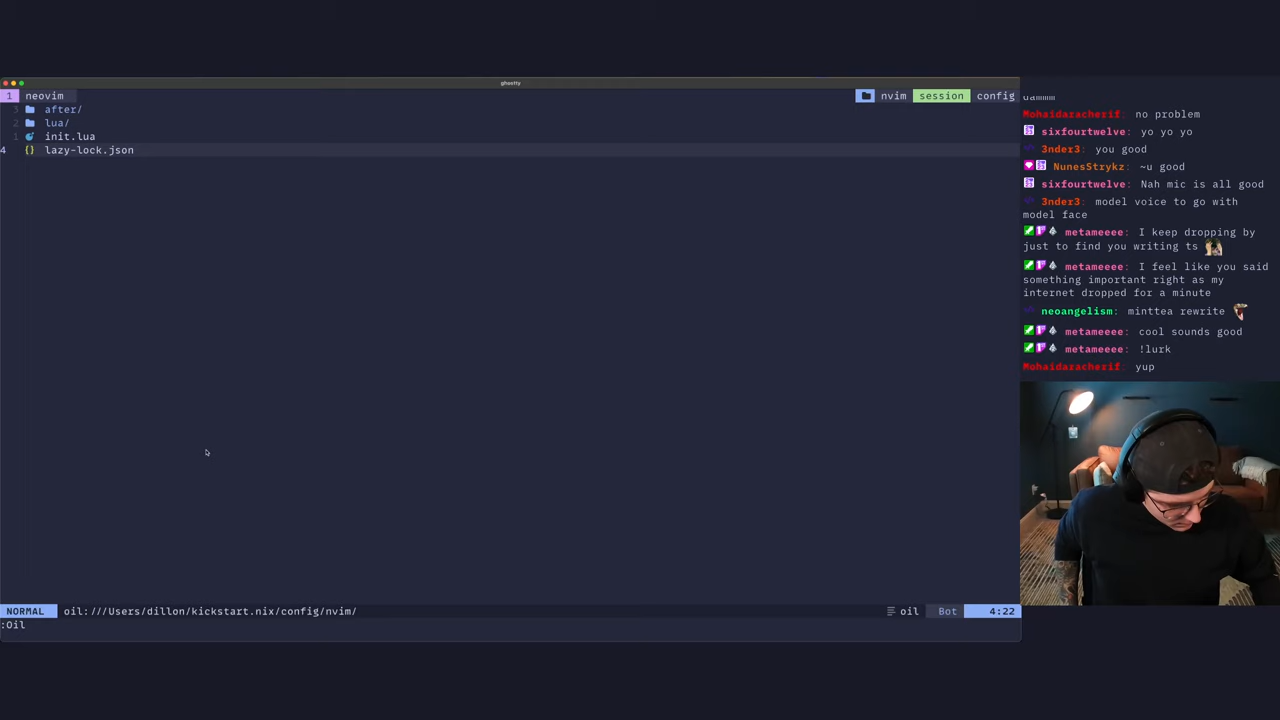 ghostty
1 neovim
nvim session config
3 after/
2 lua/
1 init.lua
4 lazy-lock.json
NORMAL oil:///Users/dillon/kickstart.nix/config/nvim/
oil Bot 4:22
:Oil
Mohaidaracherif: no problem
sixfourtwelve: yo yo yo
3nder3: you good
NunesStrykz: ~u good
sixfourtwelve: Nah mic is all good
3nder3: model voice to go with
model face
metameeee: I keep dropping by
just to find you writing ts
metameeee: I feel like you said
something important right as my
internet dropped for a minute
neoangelism: minttea rewrite
metameeee: cool sounds good
metameeee: !lurk
Mohaidaracherif: yup